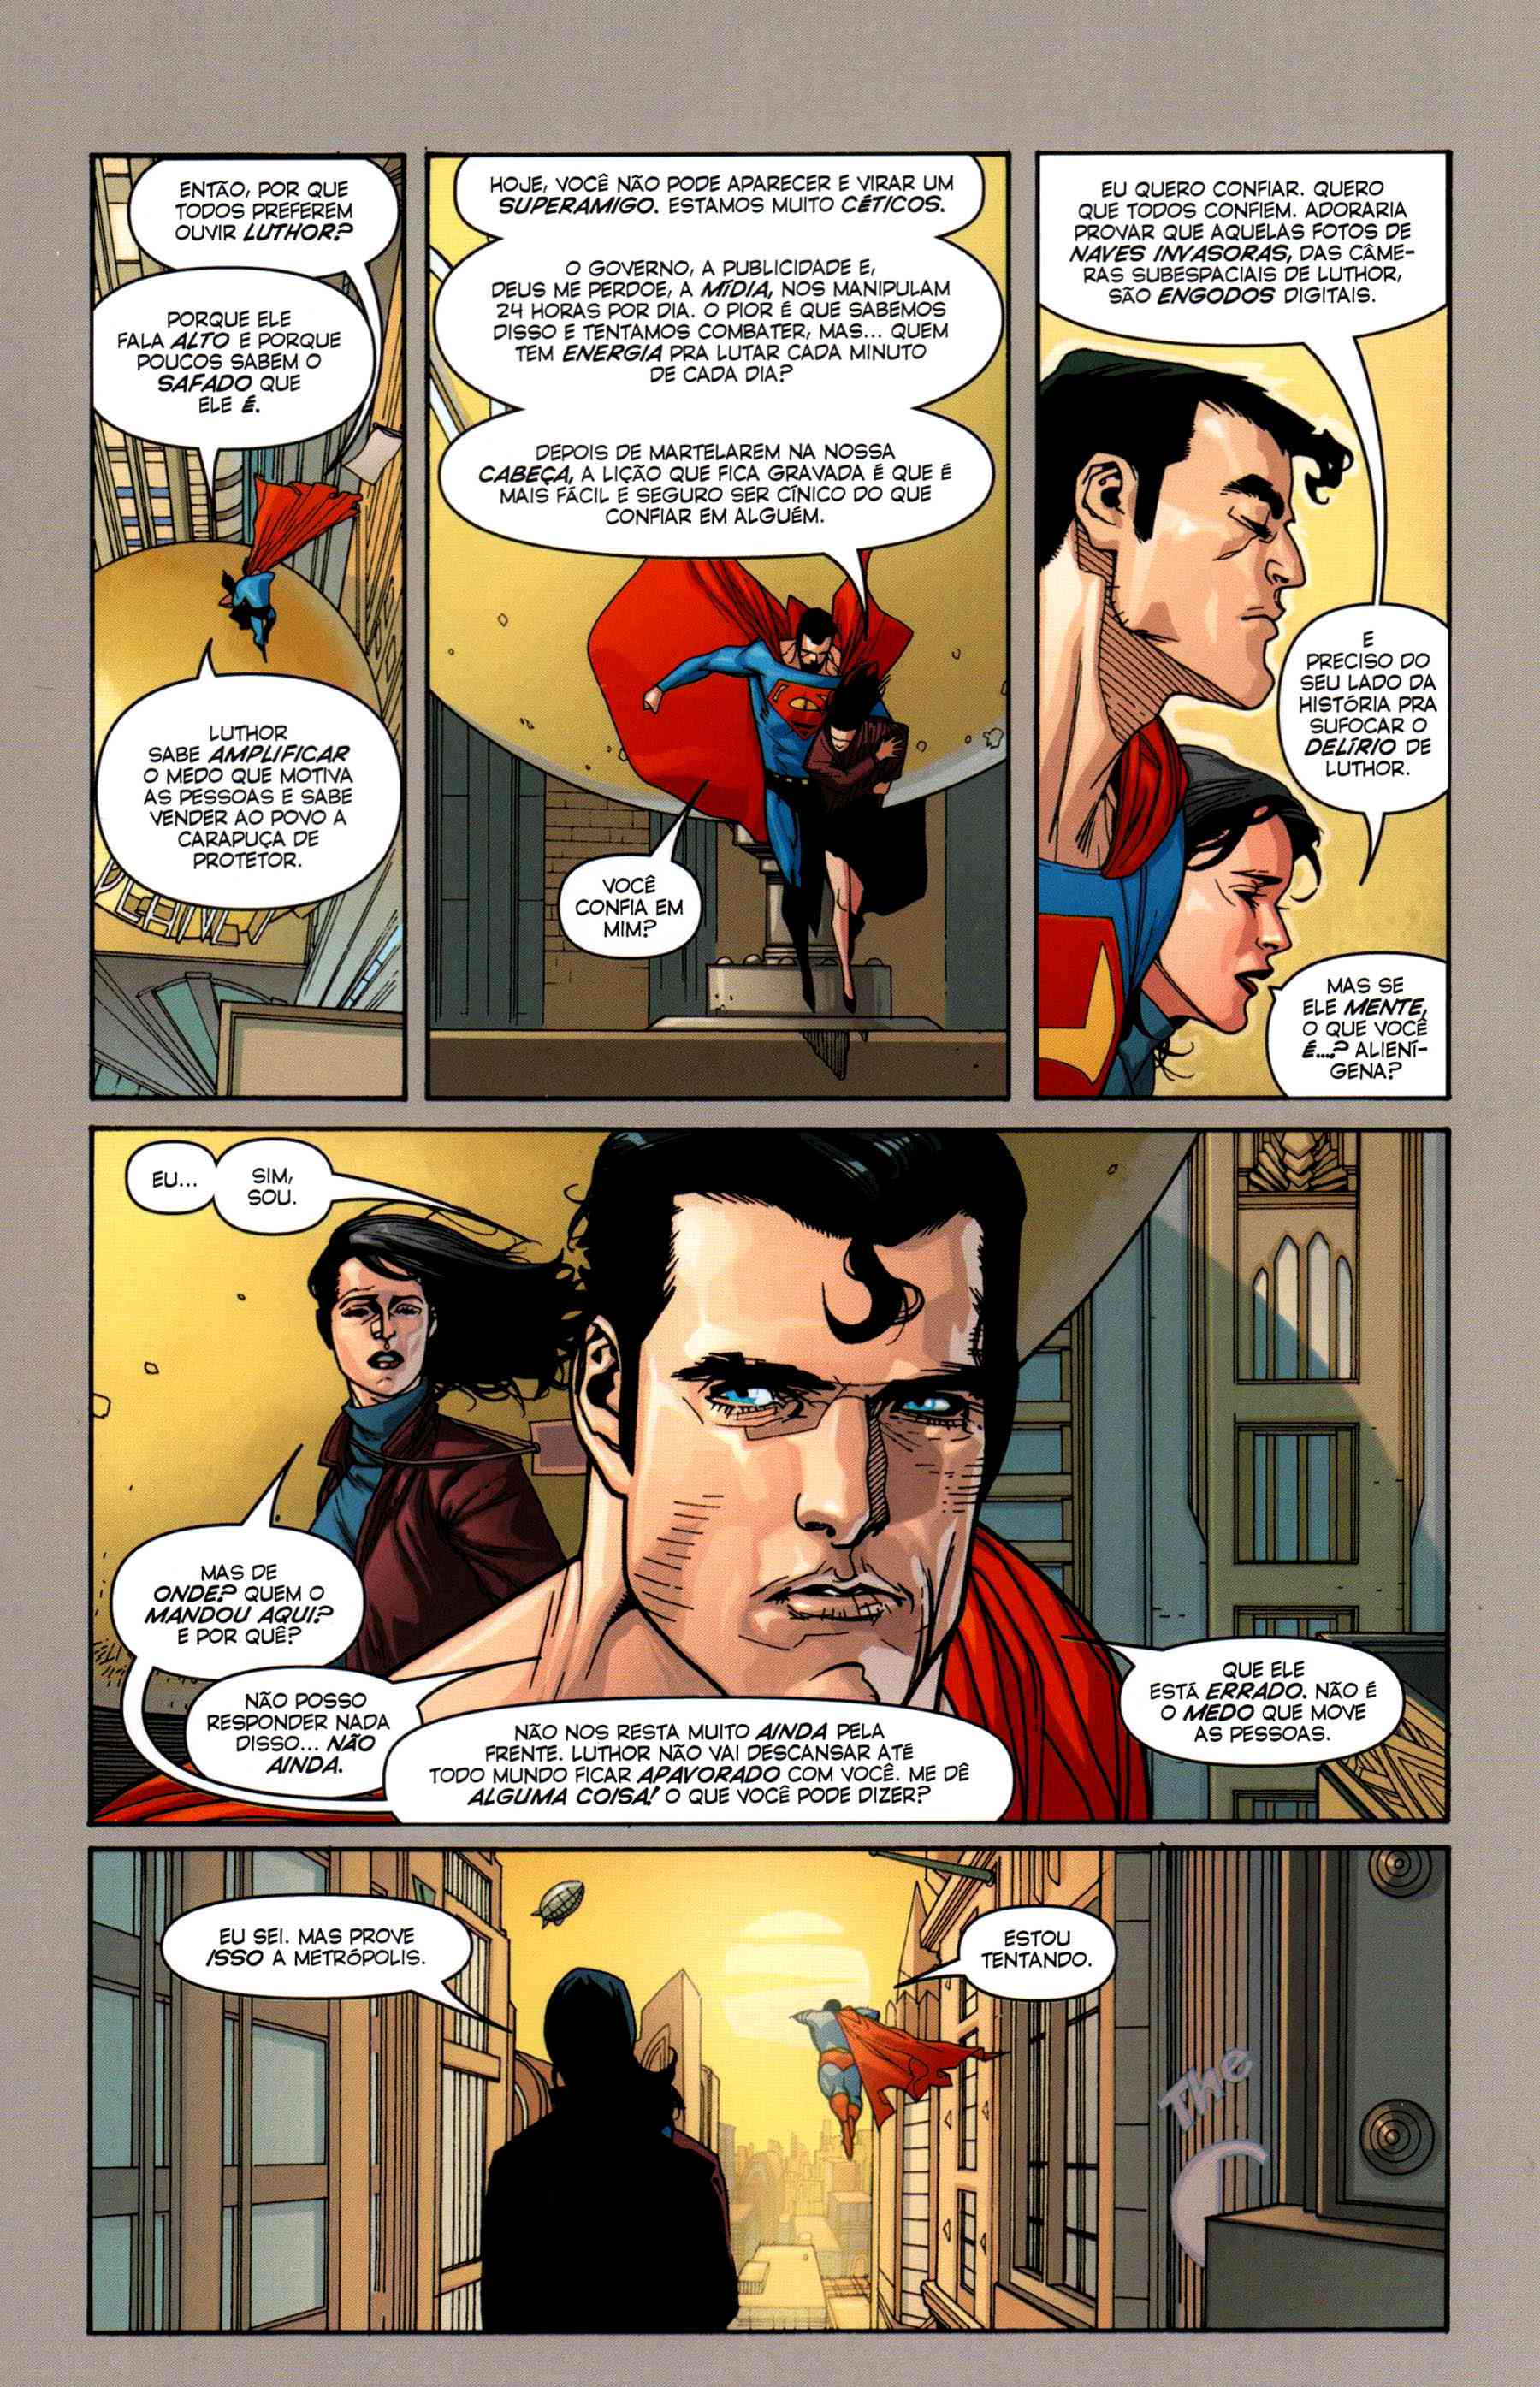 ENTÃO, POR QUE
TODOS PREFEREM
OUVIR LUTHOR?
PORQUE ELE
FALA ALTO E PORQUE
POUCOS SABEM O
SAFADO QUE
ELE É.
LUTHOR
SABE AMPLIFICAR
O MEDO QUE MOTIVA
AS PESSOAS E SABE
VENDER AO POVO A
CARAPUÇA DE
PROTETOR.
HOJE, VOCÊ NÃO PODE APARECER E VIRAR UM
SUPERAMIGO. ESTAMOS MUITO CÉTICOS.
O GOVERNO, A PUBLICIDADE E,
DEUS ME PERDOE, A MÍDIA, NOS MANIPULAM
24 HORAS POR DIA. O PIOR É QUE SABEMOS
DISSO E TENTAMOS COMBATER, MAS... QUEM
TEM ENERGIA PRA LUTAR CADA MINUTO
DE CADA DIA?
DEPOIS DE MARTELAREM NA NOSSA
CABEÇA, A LIÇÃO QUE FICA GRAVADA É QUE É
MAIS FÁCIL E SEGURO SER CÍNICO DO QUE
CONFIAR EM ALGUÉM.
VOCÊ
CONFIA EM
MIM?
EU QUERO CONFIAR. QUERO
QUE TODOS CONFIEM. ADORARIA
PROVAR QUE AQUELAS FOTOS DE
NAVES INVASORAS, DAS CÂME-
RAS SUBESPACIAIS DE LUTHOR,
SÃO ENGODOS DIGITAIS.
E
PRECISO DO
SEU LADO DA
HISTÓRIA PRA
SUFOCAR O
DELÍRIO DE
LUTHOR.
MAS SE
ELE MENTE,
O QUE VOCÊ
É...? ALIENÍ-
GENA?
EU...
SIM,
SOU.
MAS DE
ONDE? QUEM O
MANDOU AQUI?
E POR QUÊ?
NÃO POSSO
RESPONDER NADA
DISSO... NÃO
AINDA.
NÃO NOS RESTA MUITO AINDA PELA
FRENTE. LUTHOR NÃO VAI DESCANSAR ATÉ
TODO MUNDO FICAR APAVORADO COM VOCÊ. ME DÊ
ALGUMA COISA! O QUE VOCÊ PODE DIZER?
QUE ELE
ESTÁ ERRADO. NÃO É
O MEDO QUE MOVE
AS PESSOAS.
EU SEI. MAS PROVE
ISSO A METRÓPOLIS.
ESTOU
TENTANDO.
The